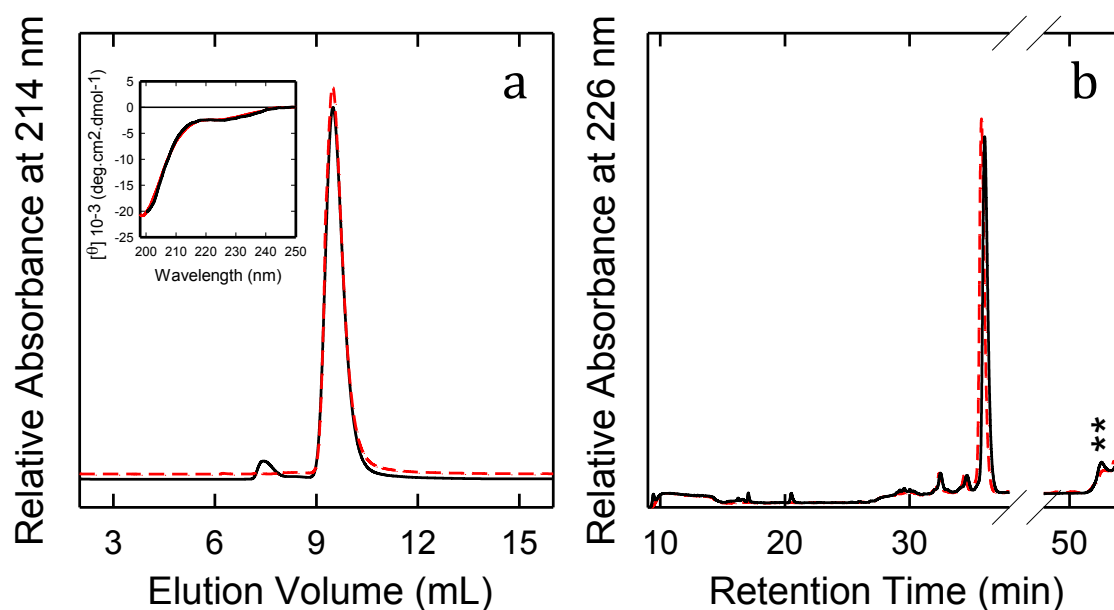 a
Relative Absorbance at 214 nm
5
0
-5
-10
-15
-20
-25
[θ] 10-3 (deg.cm2.dmol-1)
200 210 220 230 240 250
Wavelength (nm)
3 6 9 12 15
Elution Volume (mL)
b
Relative Absorbance at 226 nm
**
10 20 30 50
Retention Time (min)